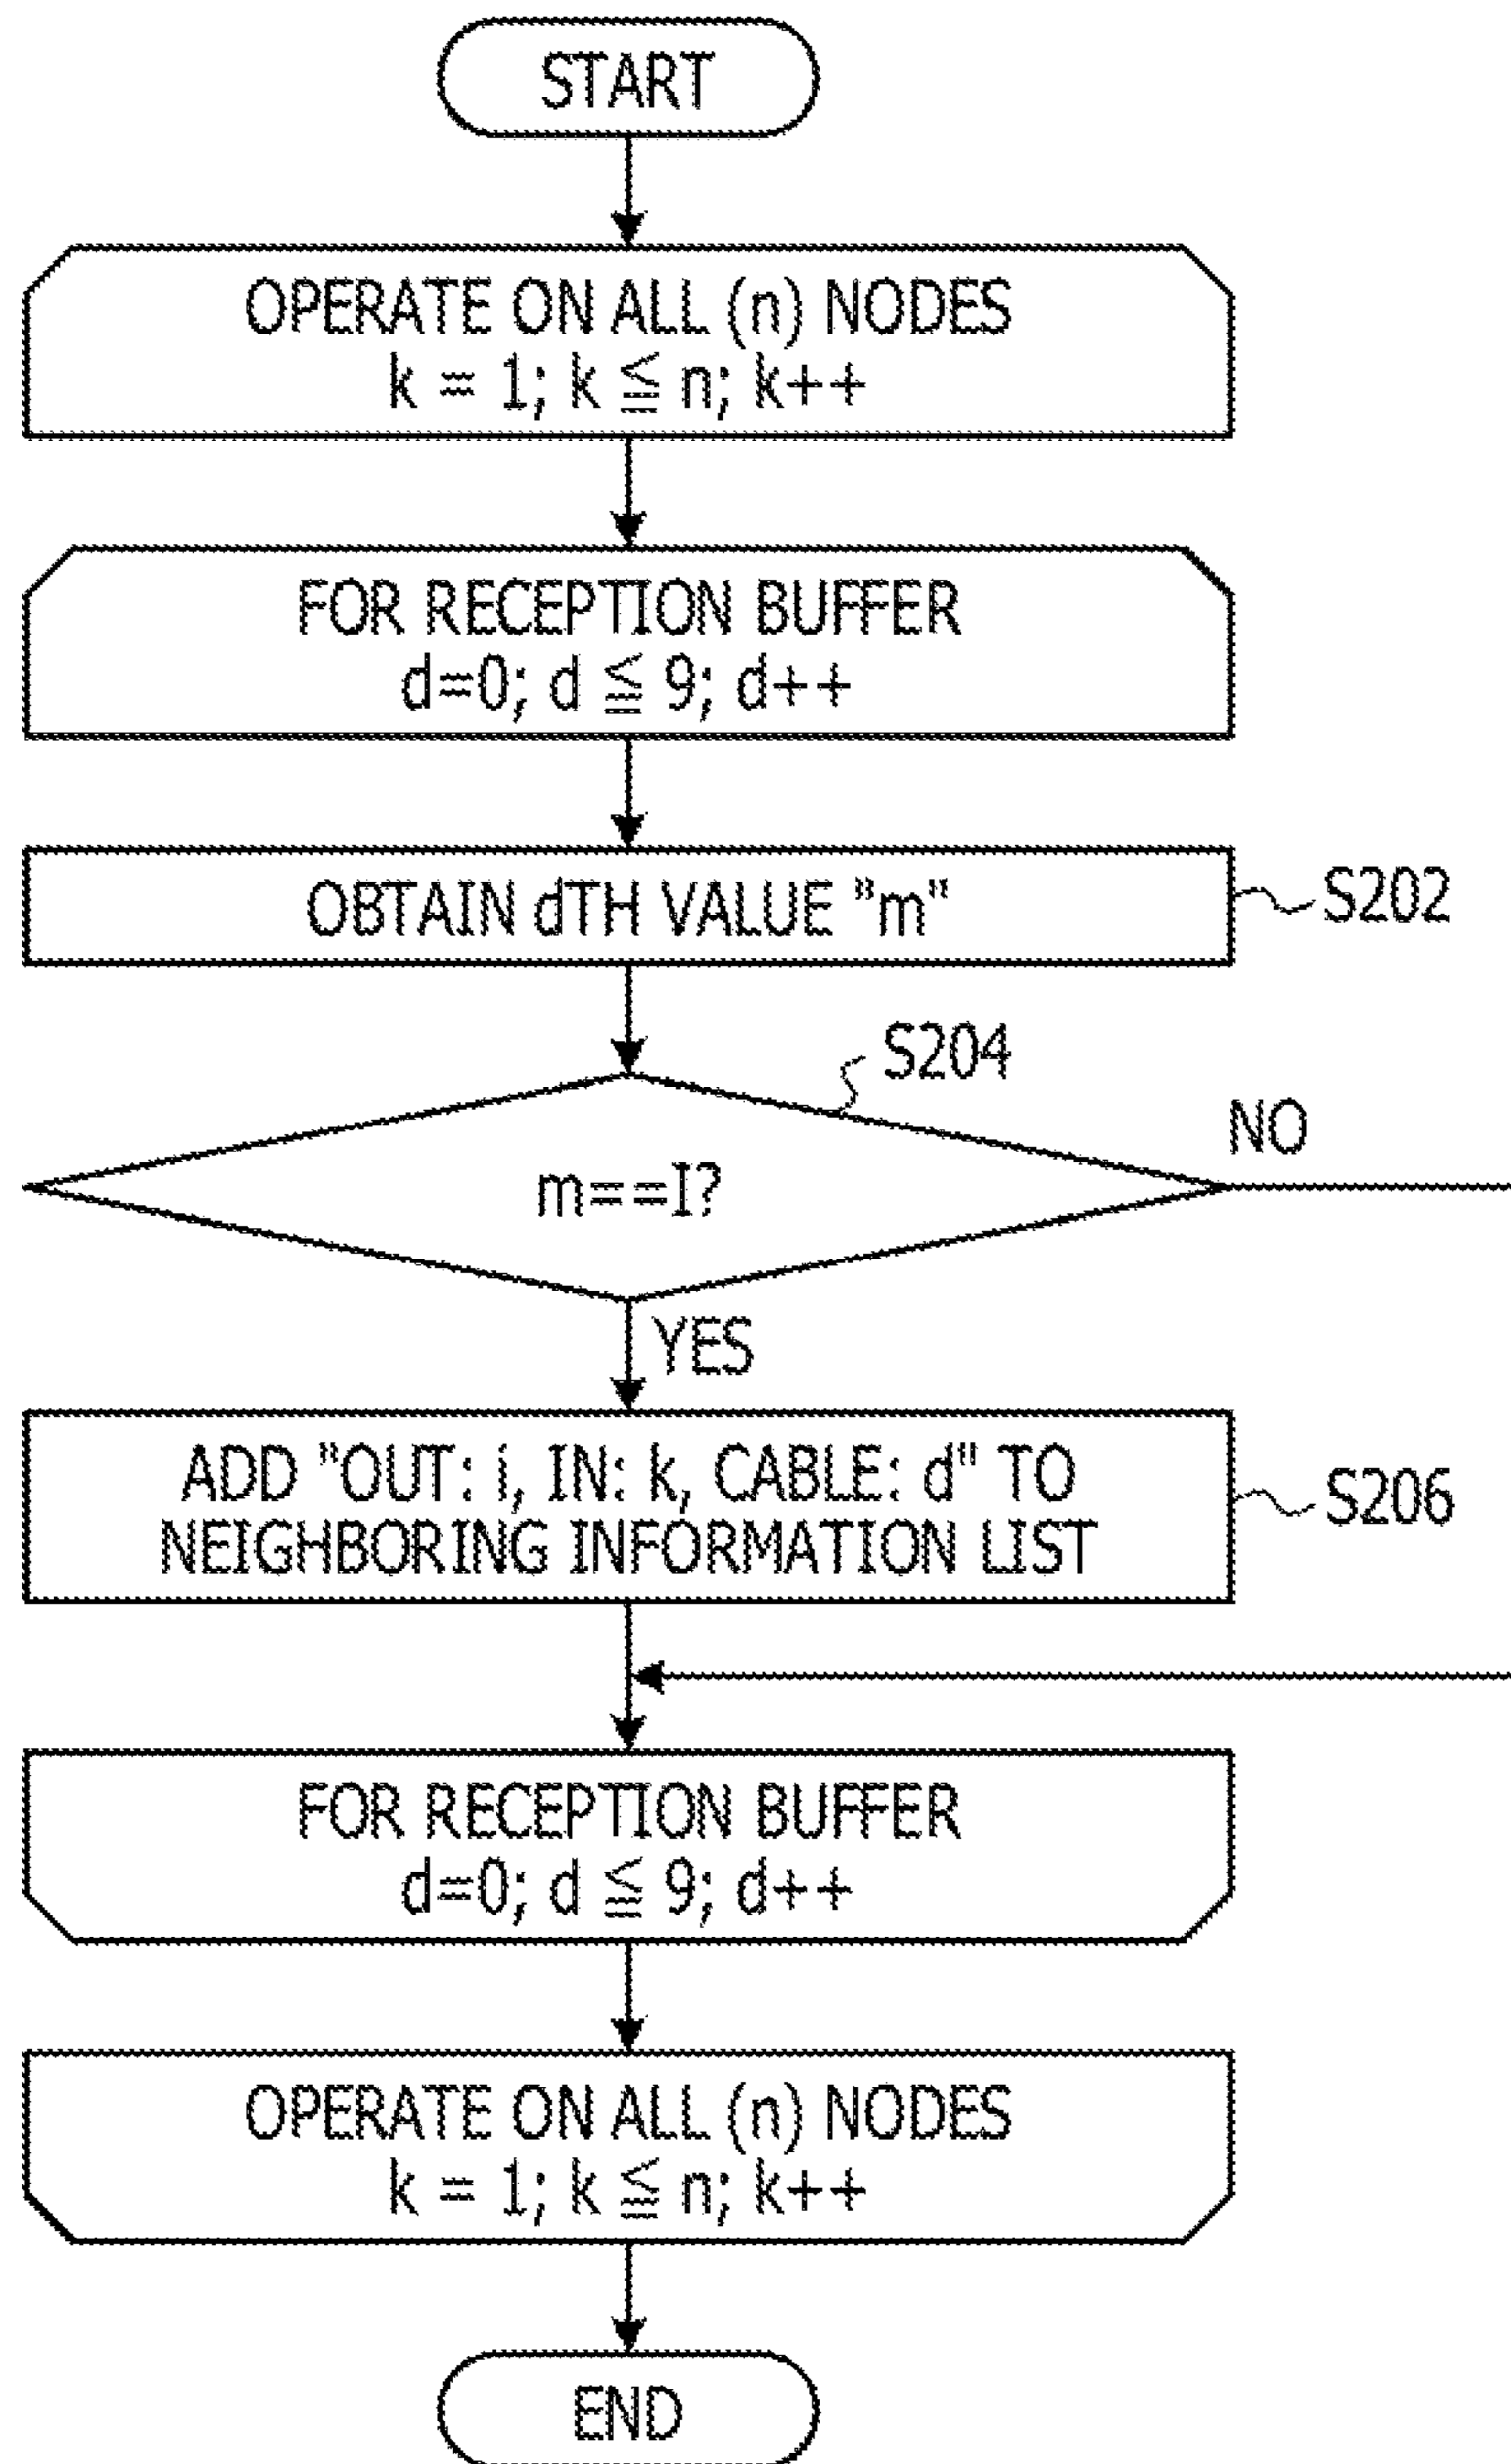 START
OPERATE ON ALL (n) NODES
k = 1; k ≦ n; k++
FOR RECEPTION BUFFER
d=0; d ≦ 9; d++
OBTAIN dTH VALUE "m"
S202
S204
NO
m==I?
YES
ADD "OUT: i, IN: k, CABLE: d" TO
NEIGHBORING INFORMATION LIST
S206
FOR RECEPTION BUFFER
d=0; d ≦ 9; d++
OPERATE ON ALL (n) NODES
k = 1; k ≦ n; k++
END